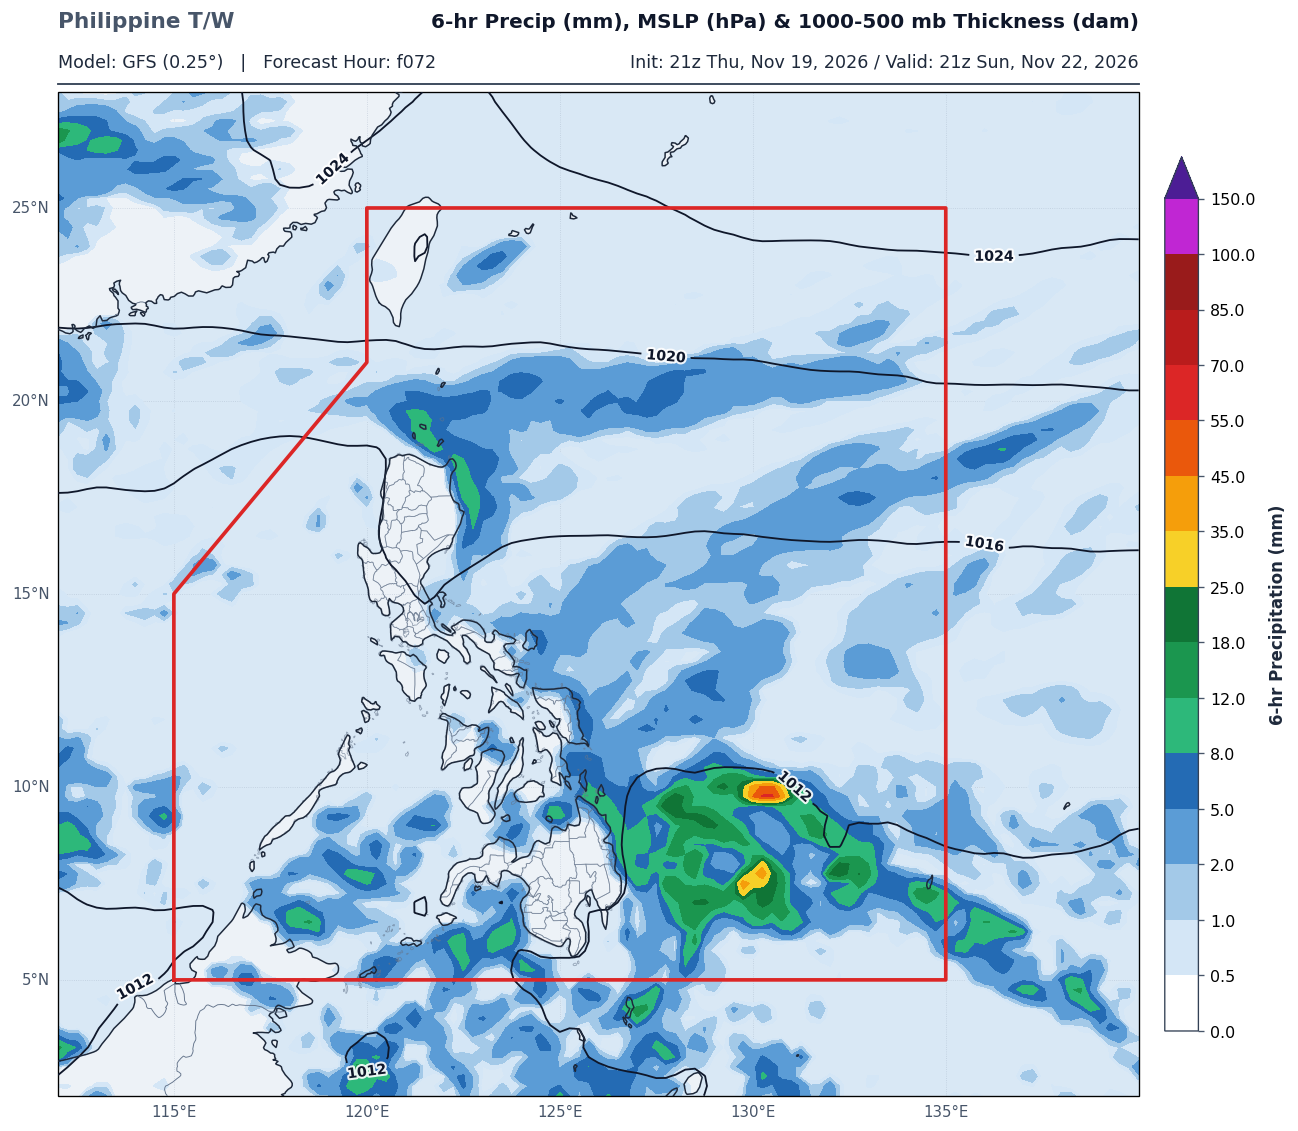 Philippine T/W
6-hr Precip (mm), MSLP (hPa) & 1000-500 mb Thickness (dam)
Model: GFS (0.25°) | Forecast Hour: f072
Init: 21z Thu, Nov 19, 2026 / Valid: 21z Sun, Nov 22, 2026
1024
1024
1020
1016
1012
1012
1012
25°N
20°N
15°N
10°N
5°N
115°E
120°E
125°E
130°E
135°E
150.0
100.0
85.0
70.0
55.0
45.0
35.0
25.0
18.0
12.0
8.0
5.0
2.0
1.0
0.5
0.0
6-hr Precipitation (mm)